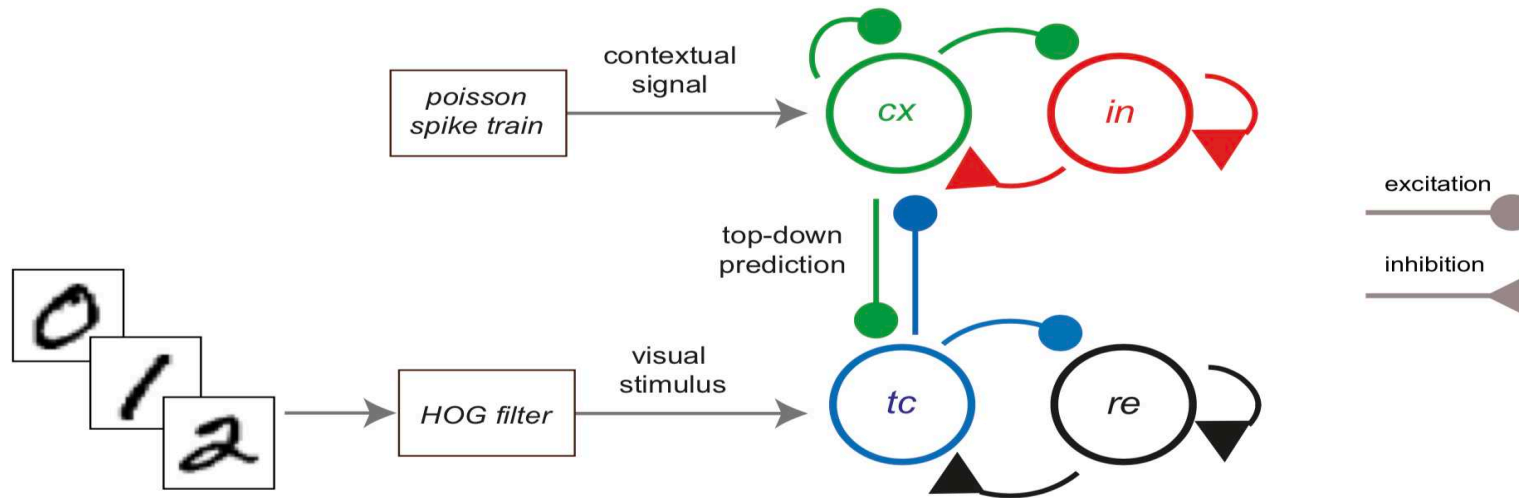 contextual
signal
poisson
spike train
cx
in
excitation
top-down
prediction
inhibition
0
1
2
visual
stimulus
HOG filter
tc
re